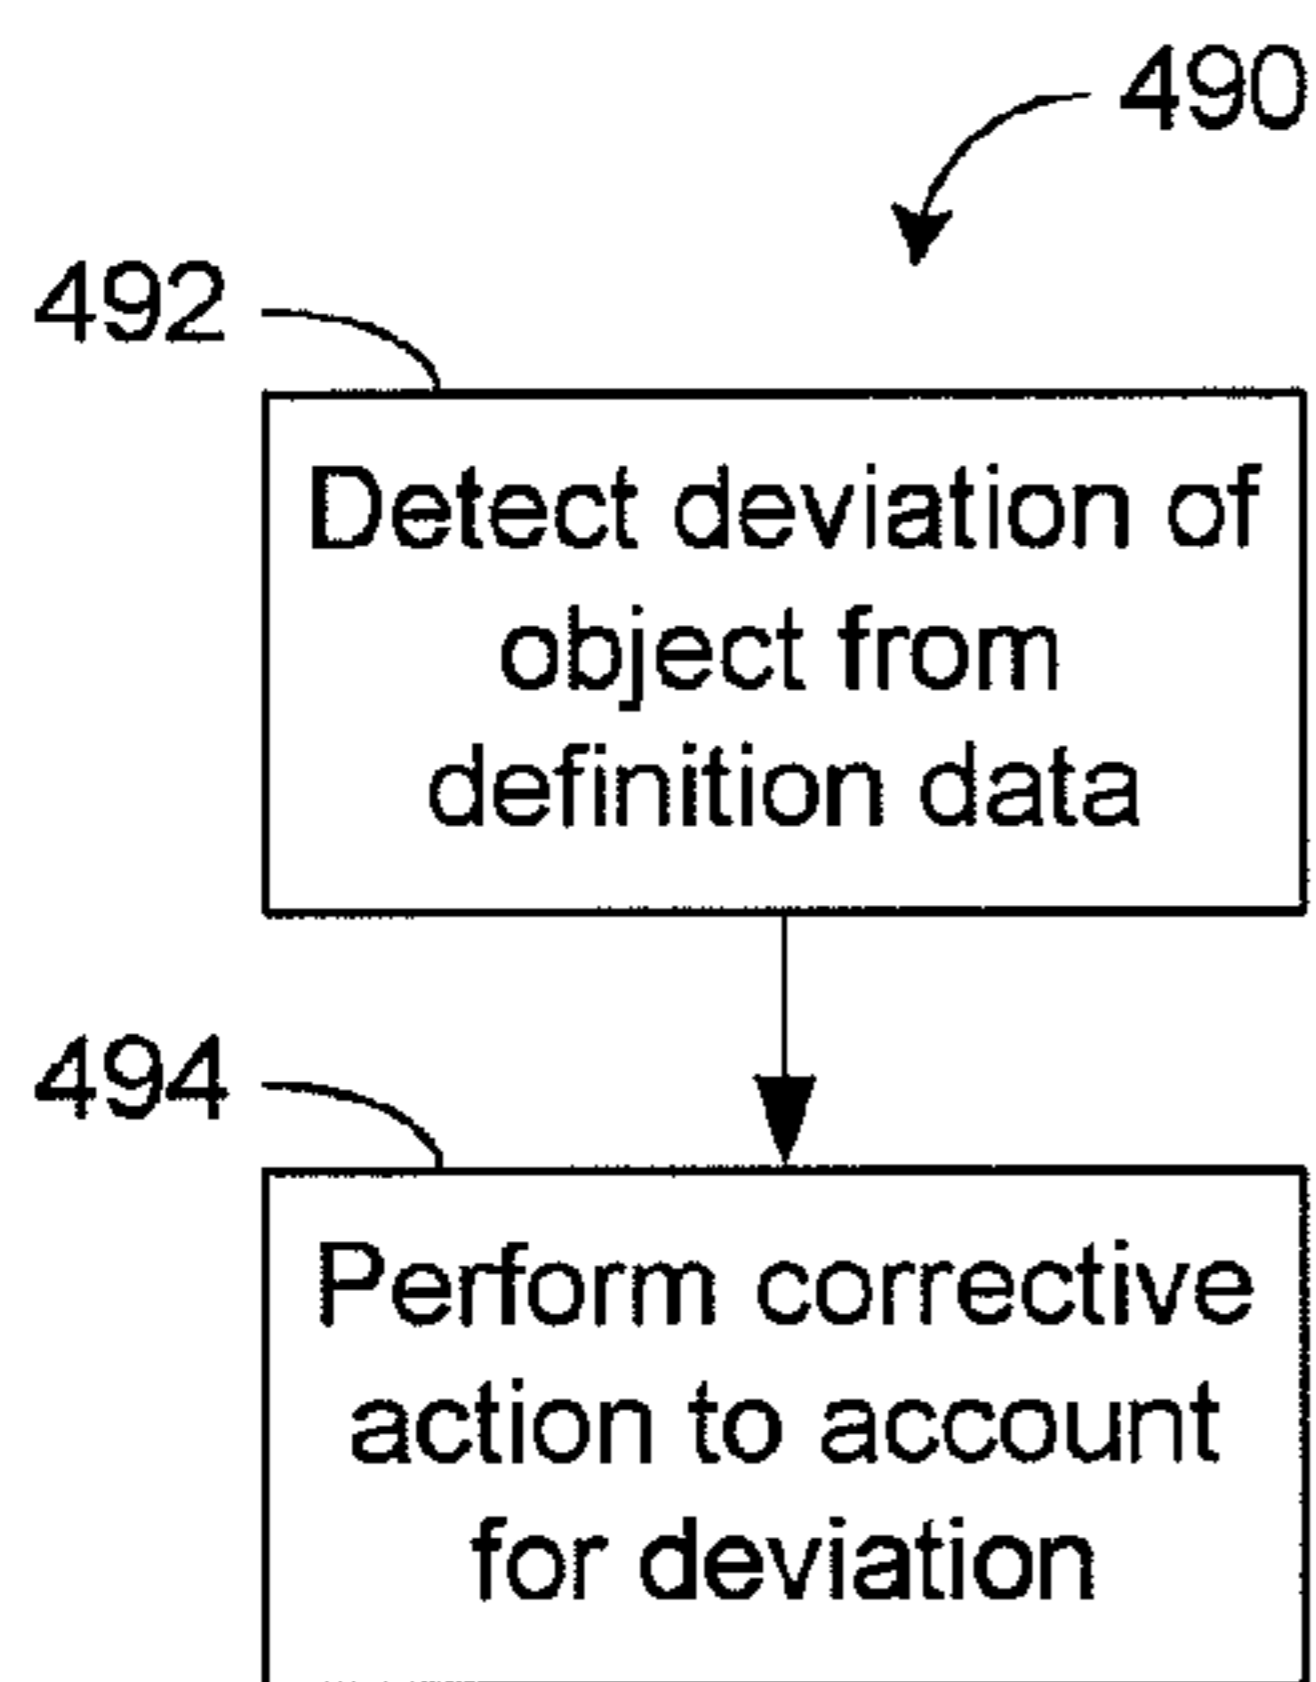 490
492
Detect deviation of
object from
definition data
494
Perform corrective
action to account
for deviation